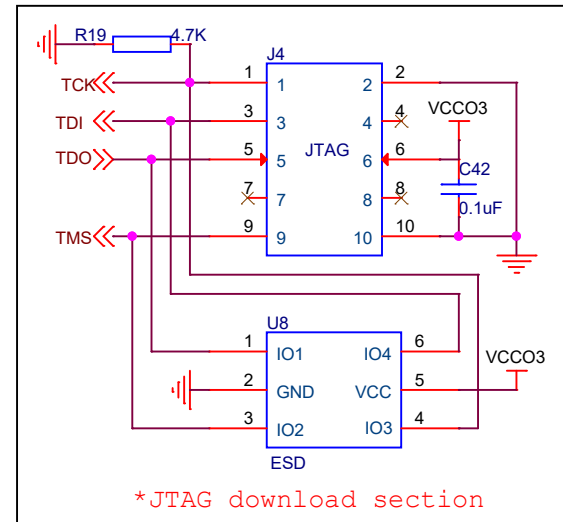 R19 4.7K
J4
TCK 1 1 2 2
VCCO3
TDI 3 3 4 4
TDO 5 5 JTAG 6 6
C42
7 7 8 8
0.1uF
TMS 9 9 10 10
U8
1 IO1 IO4 6
VCCO3
2 GND VCC 5
3 IO2 IO3 4
ESD
*JTAG download section